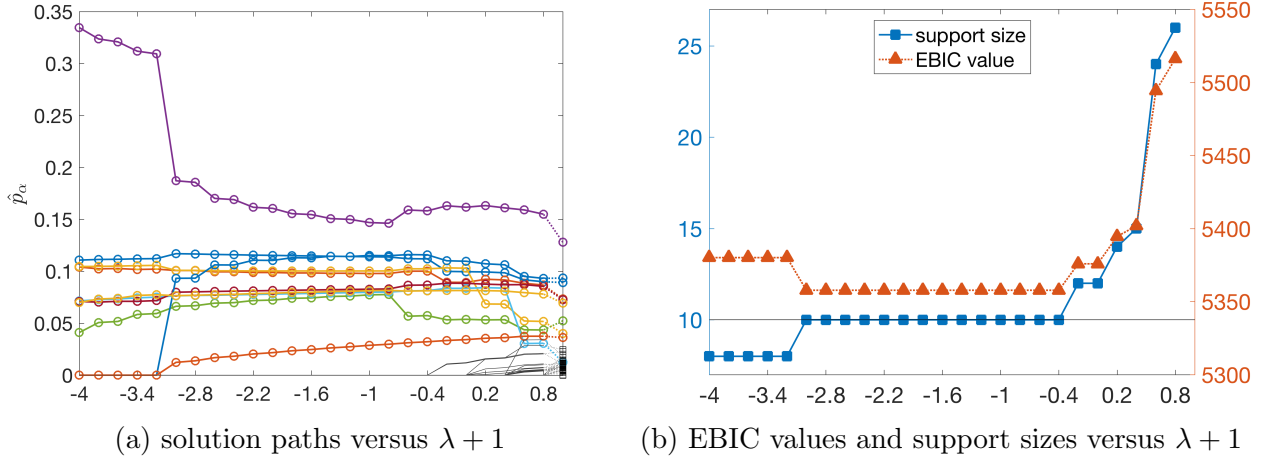 0.35
0.3
0.25
0.2
0.15
0.1
0.05
0
p̂α
-4 -3.4 -2.8 -2.2 -1.6 -1 -0.4 0.2 0.8
(a) solution paths versus λ + 1
25
20
15
10
support size
EBIC value
5550
5500
5450
5400
5350
5300
-4 -3.4 -2.8 -2.2 -1.6 -1 -0.4 0.2 0.8
(b) EBIC values and support sizes versus λ + 1